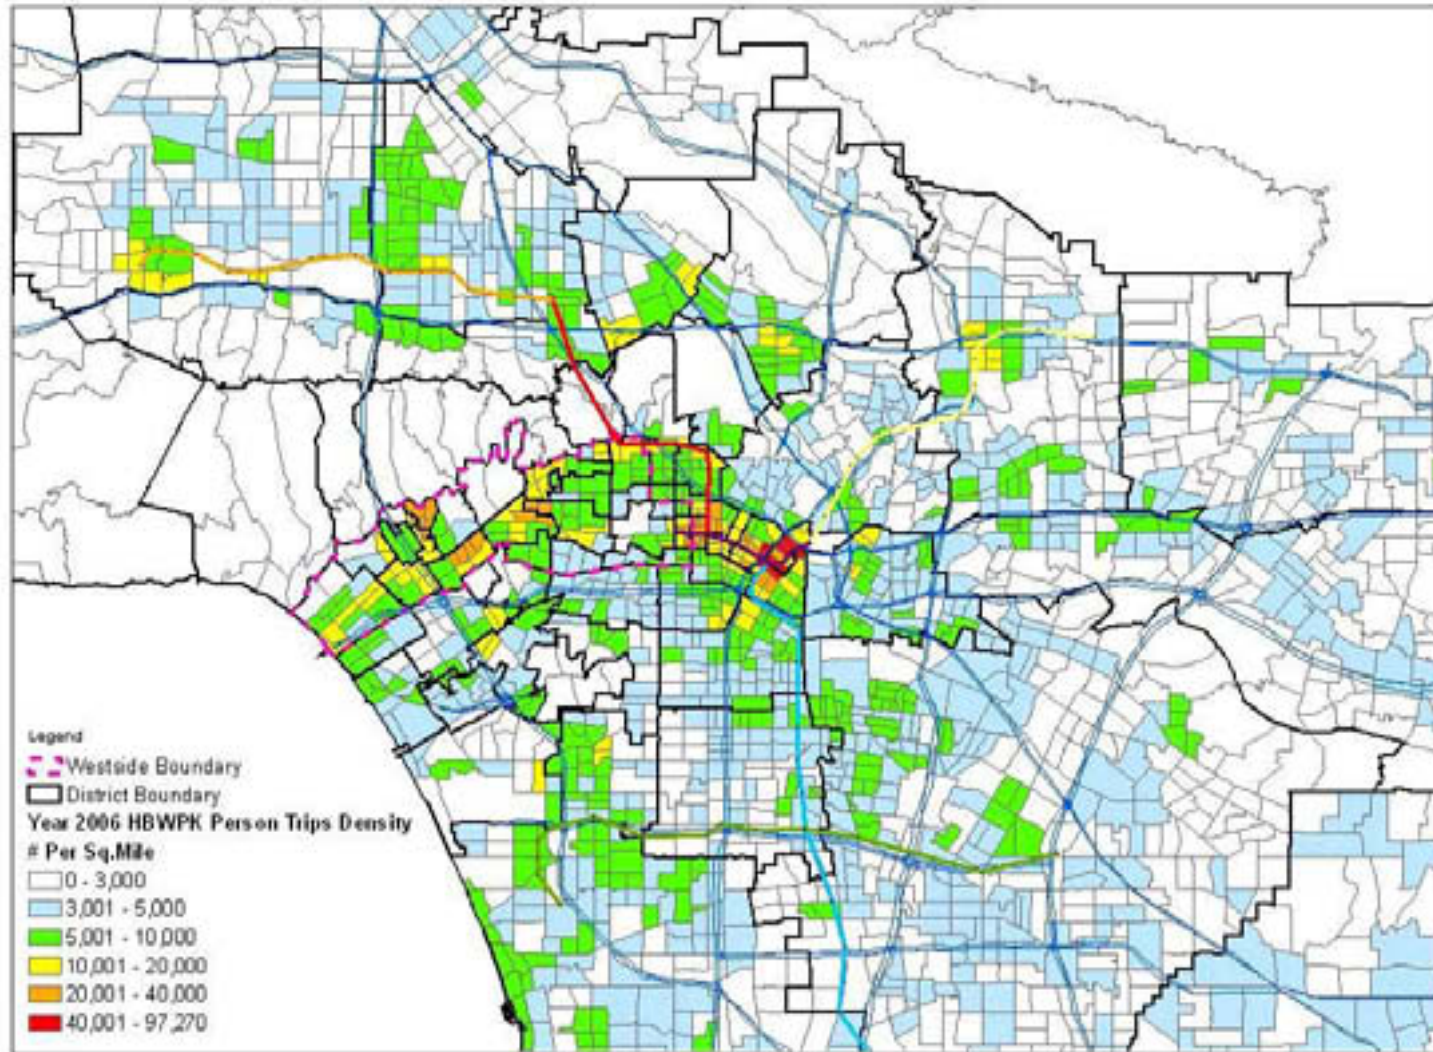 Legend
Westside Boundary
District Boundary
Year 2006 HBWPK Person Trips Density
# Per Sq.Mile
0 - 3,000
3,001 - 5,000
5,001 - 10,000
10,001 - 20,000
20,001 - 40,000
40,001 - 97,270